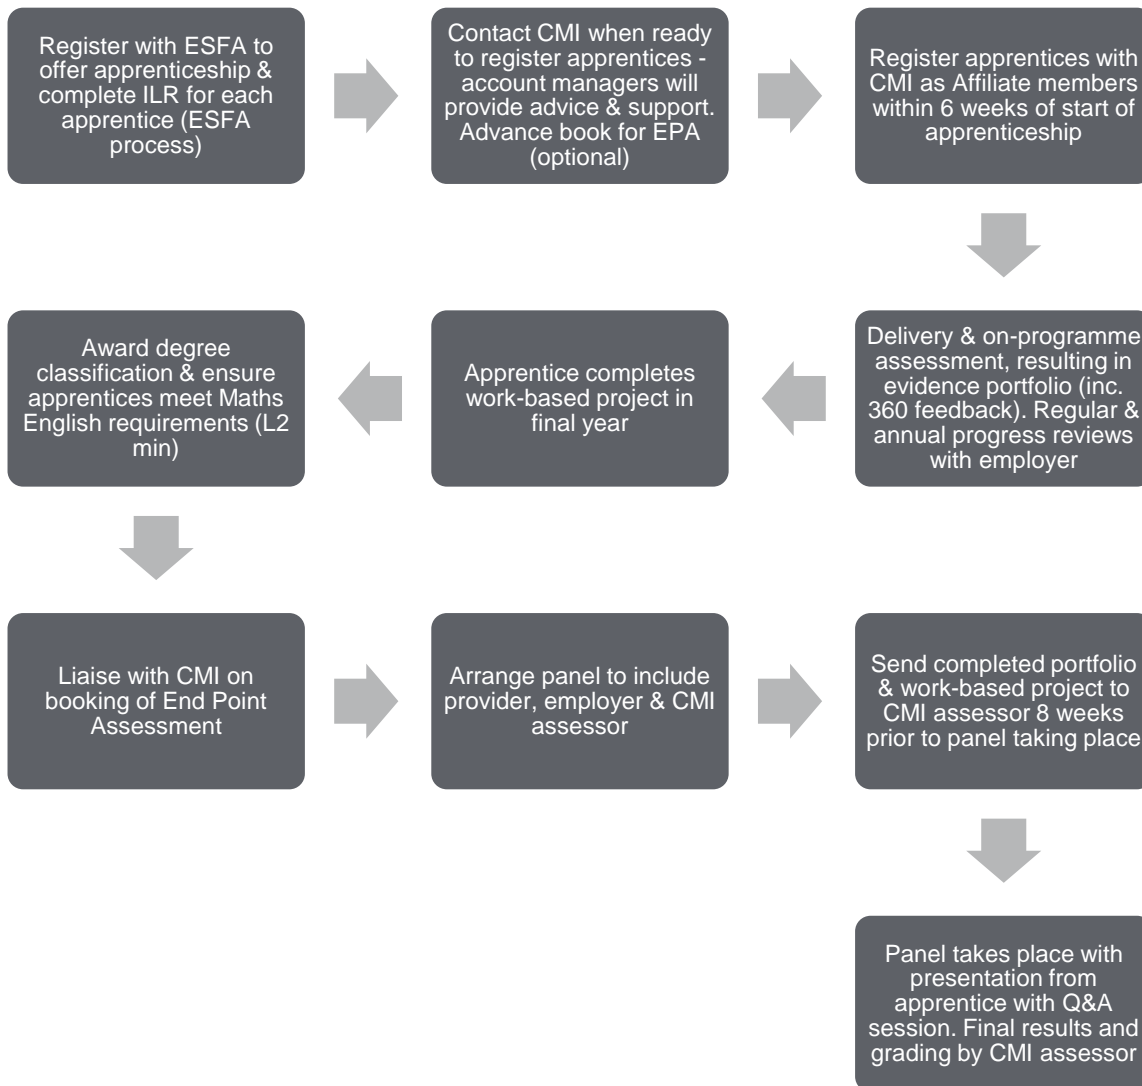 Register with ESFA to
offer apprenticeship &
complete ILR for each
apprentice (ESFA
process)
Contact CMI when ready
to register apprentices -
account managers will
provide advice & support.
Advance book for EPA
(optional)
Register apprentices with
CMI as Affiliate members
within 6 weeks of start of
apprenticeship
Delivery & on-programme
assessment, resulting in
evidence portfolio (inc.
360 feedback). Regular &
annual progress reviews
with employer
Apprentice completes
work-based project in
final year
Award degree
classification & ensure
apprentices meet Maths
English requirements (L2
min)
Liaise with CMI on
booking of End Point
Assessment
Arrange panel to include
provider, employer & CMI
assessor
Send completed portfolio
& work-based project to
CMI assessor 8 weeks
prior to panel taking place
Panel takes place with
presentation from
apprentice with Q&A
session. Final results and
grading by CMI assessor